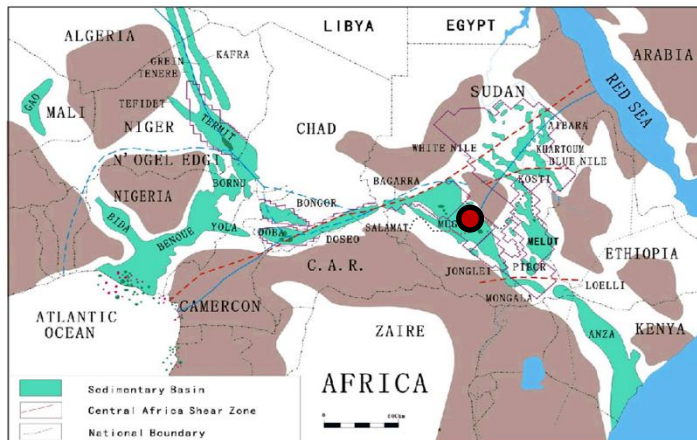 LIBYA
EGYPT
ALGERIA
ARABIA
KAFRA
GREIN
TENERE
SUDAN
RED SEA
GAO
MALI
TEFIDET
NIGER
TERMIT
CHAD
ATBARA
WHITE NILE
KHARTOUM
BLUE NILE
N'OGEL EDGI
KOSTI
BAGARRA
BORNU
NIGERIA
BONGOR
BIDA
BENOUE
YOLA
DOBA
DOSEO
SALAMAT
MELUT
ETHIOPIA
C.A.R.
JONGLEI
PIBOR
LOELLI
CAMERCON
MONGALA
ATLANTIC
OCEAN
ZAIRE
ANZA
KENYA
AFRICA
Sedimentary Basin
Central Africa Shear Zone
National Boundary
0